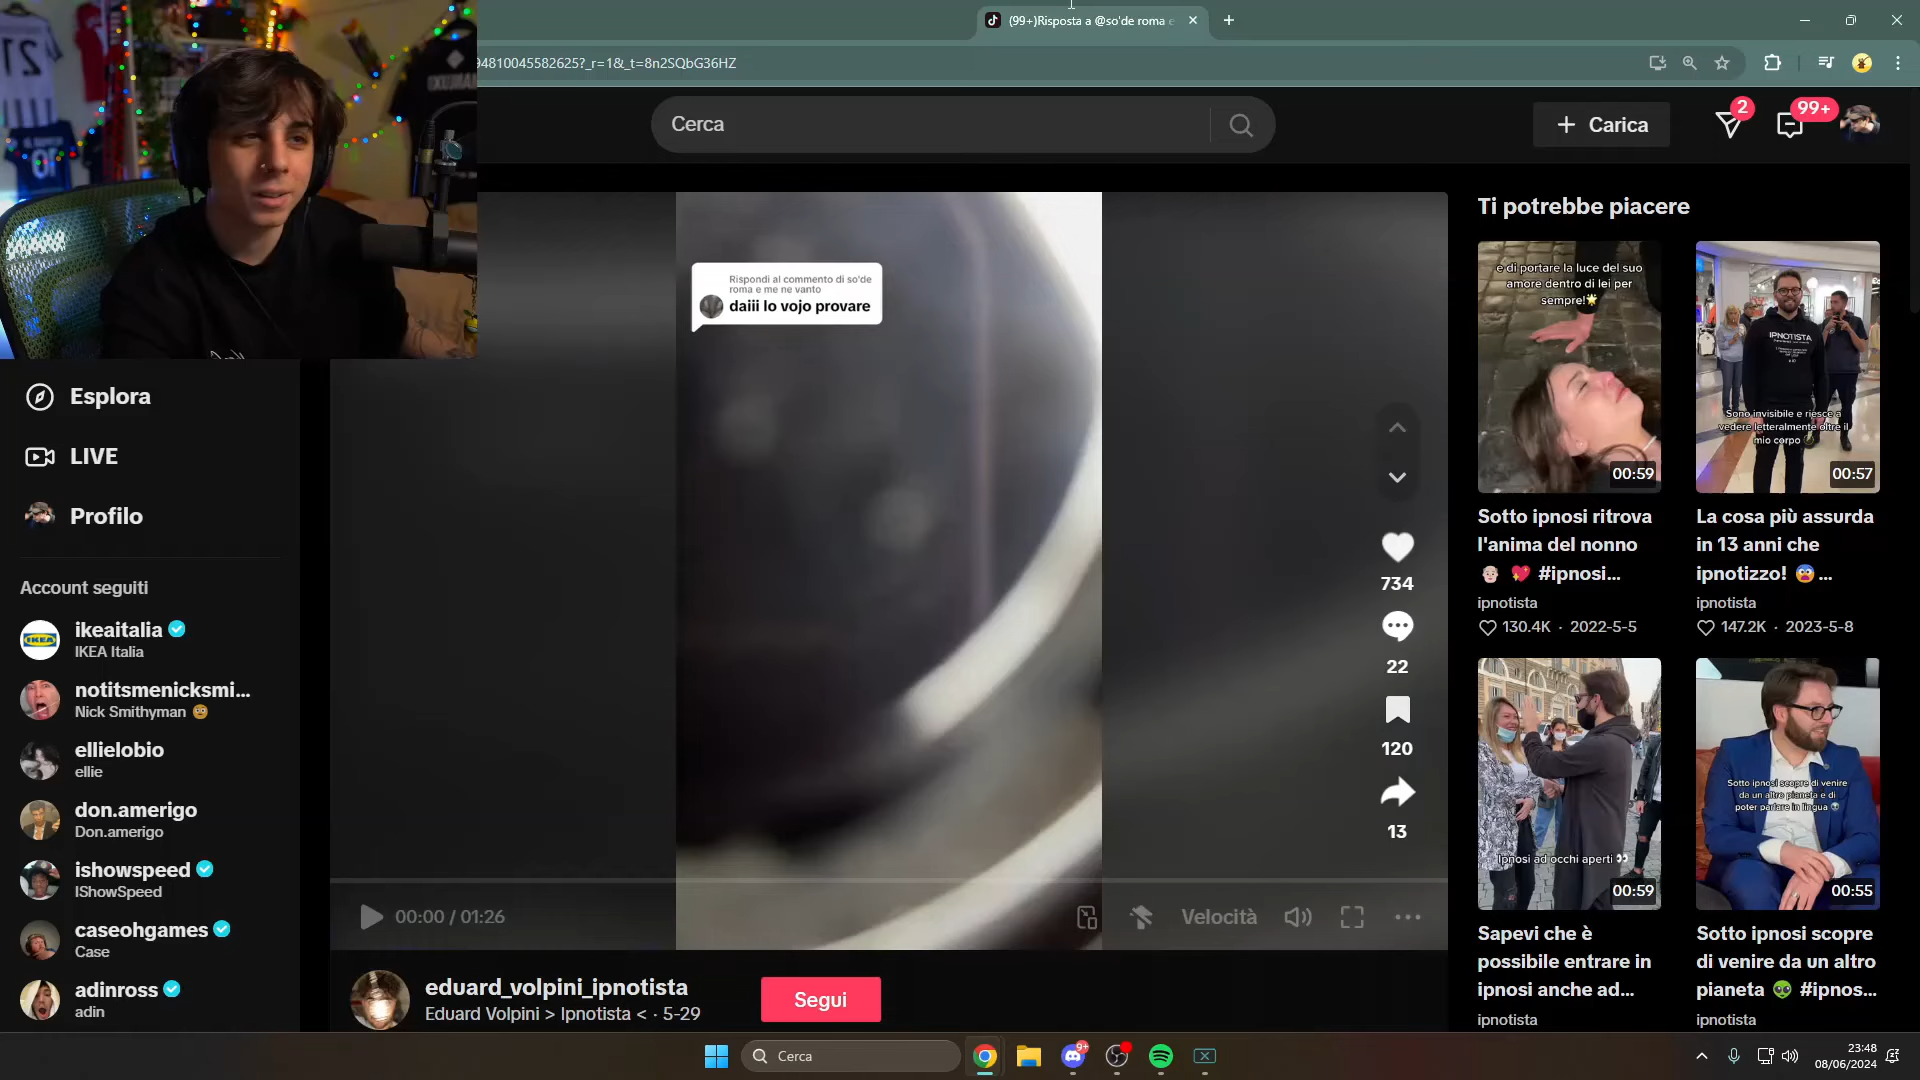 (99+)Risposta a @so'de roma e
94810045582625?_r=1&_t=8n2SQbG36HZ
Cerca
Carica
2
99+
21
10
Rispondi al commento di so'de
roma e me ne vanto
daiii lo vojo provare
Esplora
LIVE
Profilo
Account seguiti
ikeaitalia
IKEA Italia
notitsmenicksmi...
Nick Smithyman
ellielobio
ellie
don.amerigo
Don.amerigo
ishowspeed
IShowSpeed
caseohgames
Case
adinross
adin
734
22
120
13
00:00 / 01:26
Velocità
eduard_volpini_ipnotista
Eduard Volpini > Ipnotista < · 5-29
Segui
Ti potrebbe piacere
e di portare la luce del suo
amore dentro di lei per
sempre!
00:59
Sotto ipnosi ritrova
l'anima del nonno
#ipnosi...
ipnotista
130.4K · 2022-5-5
IPNOTISTA
Sono invisibile e riesce a
vedere letteralmente oltre il
mio corpo
00:57
La cosa più assurda
in 13 anni che
ipnotizzo! ...
ipnotista
147.2K · 2023-5-8
Ipnosi ad occhi aperti
00:59
Sapevi che è
possibile entrare in
ipnosi anche ad...
ipnotista
Sotto ipnosi scopre di venire
da un altro pianeta e di
poter parlare in lingua
00:55
Sotto ipnosi scopre
di venire da un altro
pianeta #ipnos...
ipnotista
Cerca
9+
23:48
08/06/2024